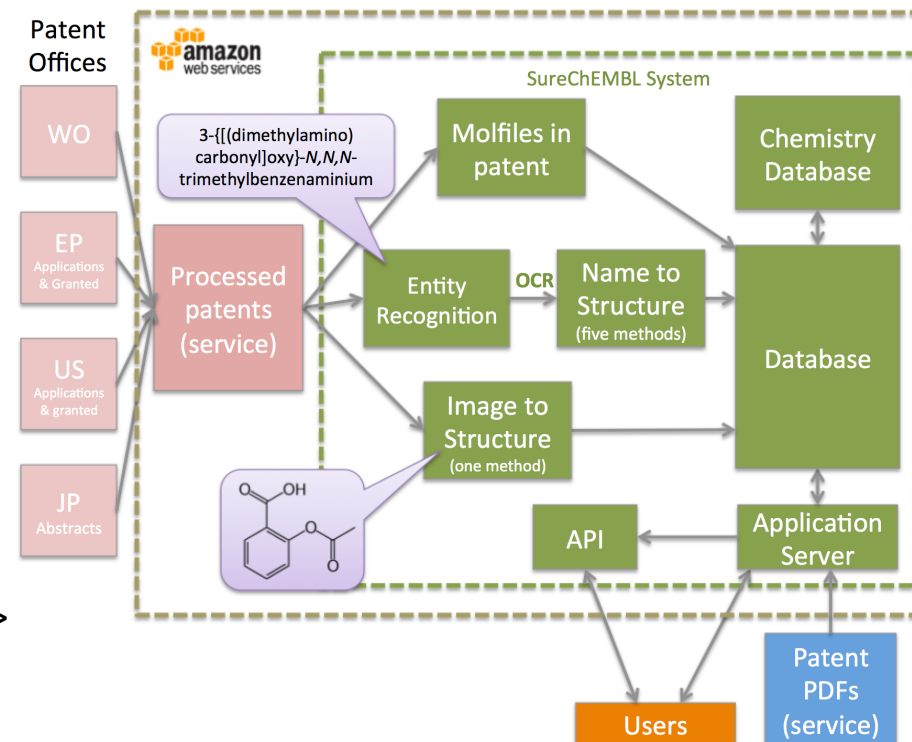 Patent
Offices
amazon
web services
SureChEMBL System
WO
3-{[(dimethylamino)
carbonyl]oxy}-N,N,N-
trimethylbenzenaminium
Molfiles in
patent
Chemistry
Database
EP
Applications
& Granted
Processed
patents
(service)
Entity
Recognition
OCR
Name to
Structure
(five methods)
Database
US
Applications
& granted
Image to
Structure
(one method)
JP
Abstracts
O
OH
O
O
API
Application
Server
>
Patent
PDFs
(service)
Users